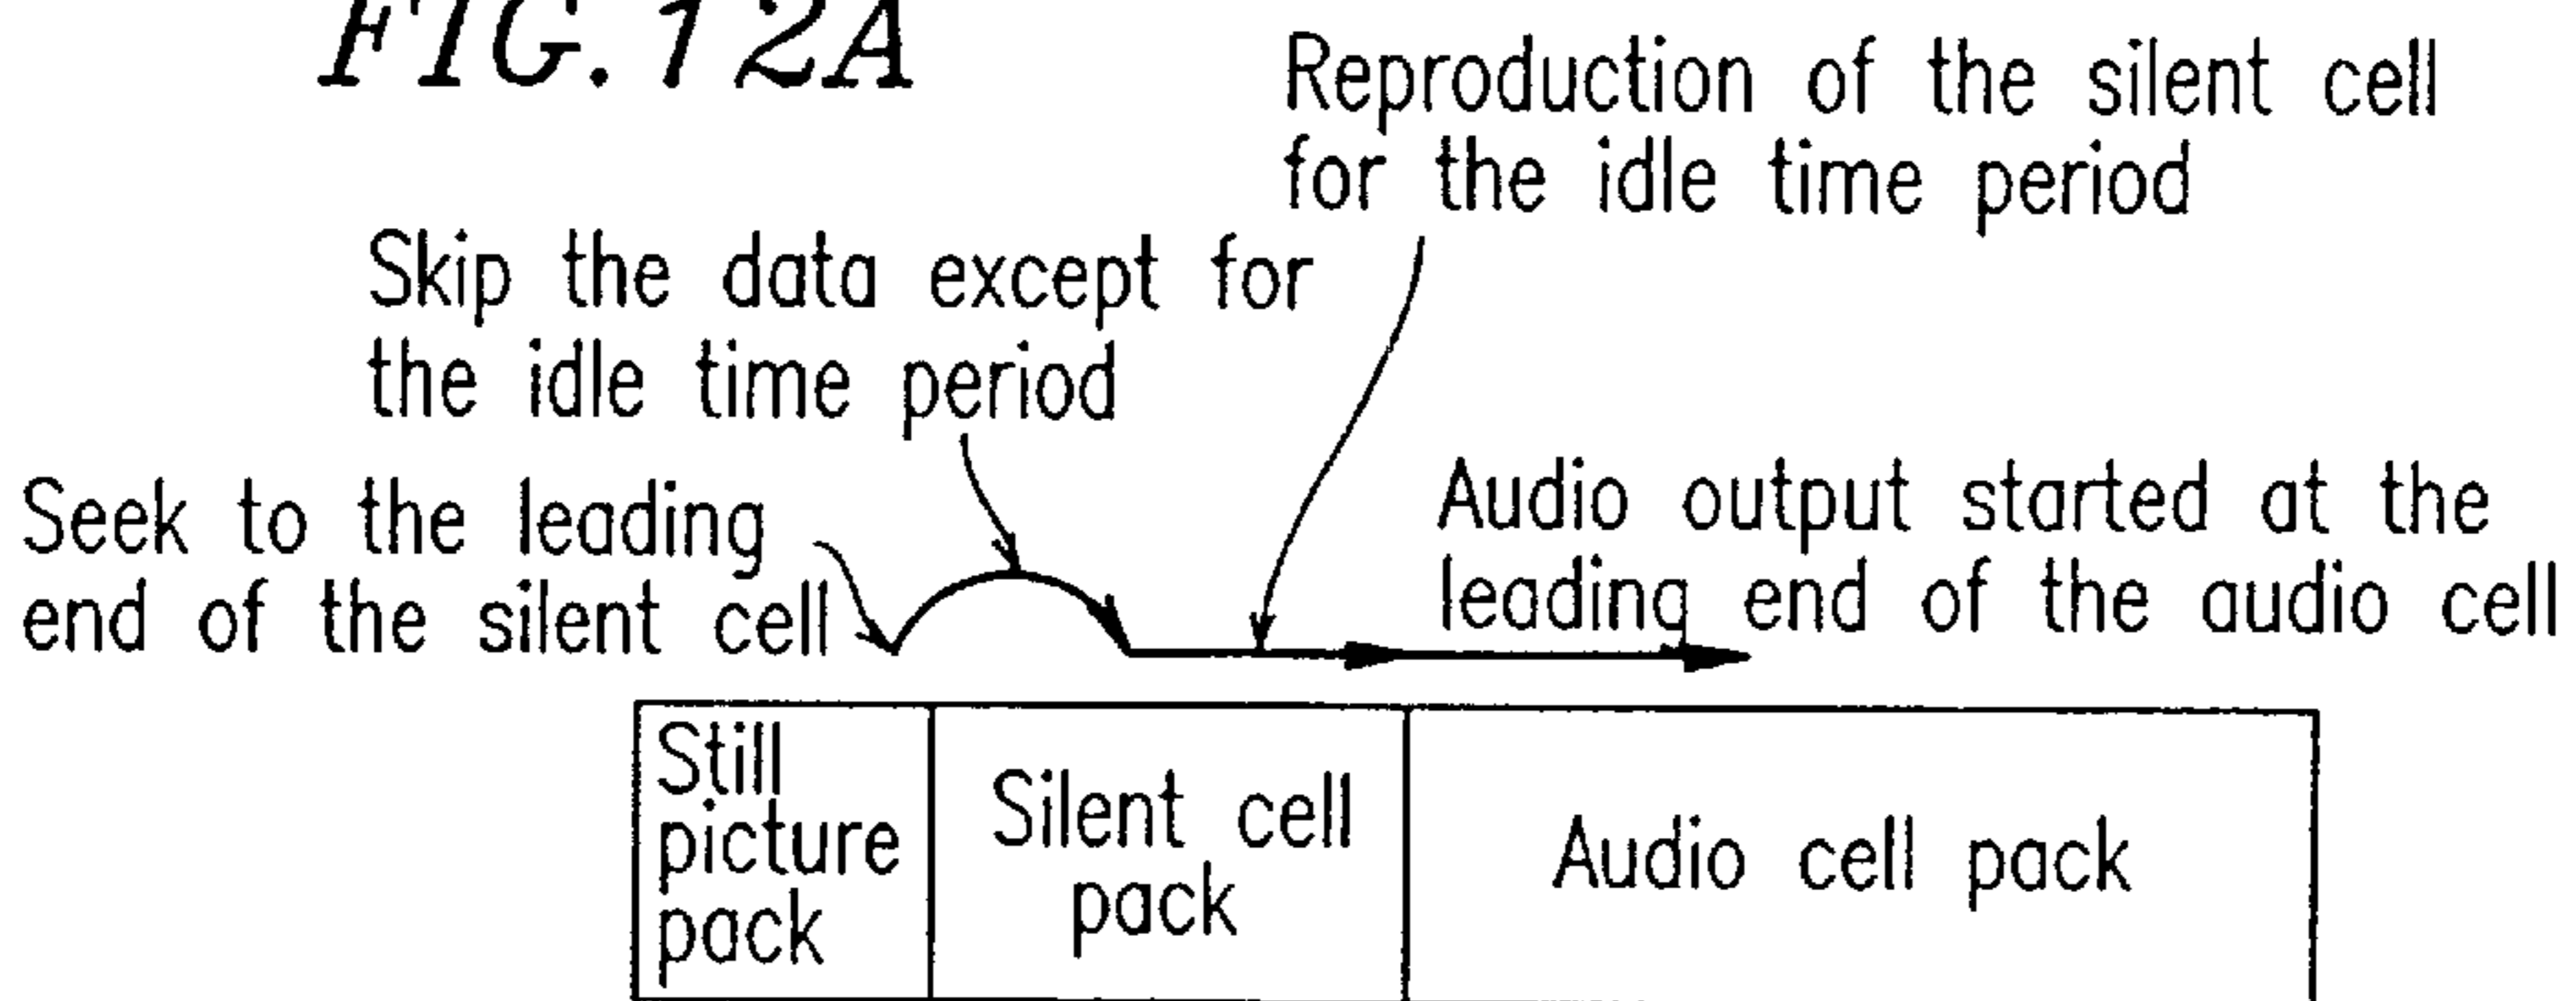 FIG.12A
Reproduction of the silent cell
for the idle time period
Skip the data except for
the idle time period
Seek to the leading
end of the silent cell
Audio output started at the
leading end of the audio cell
Still
picture
pack
Silent cell
pack
Audio cell pack